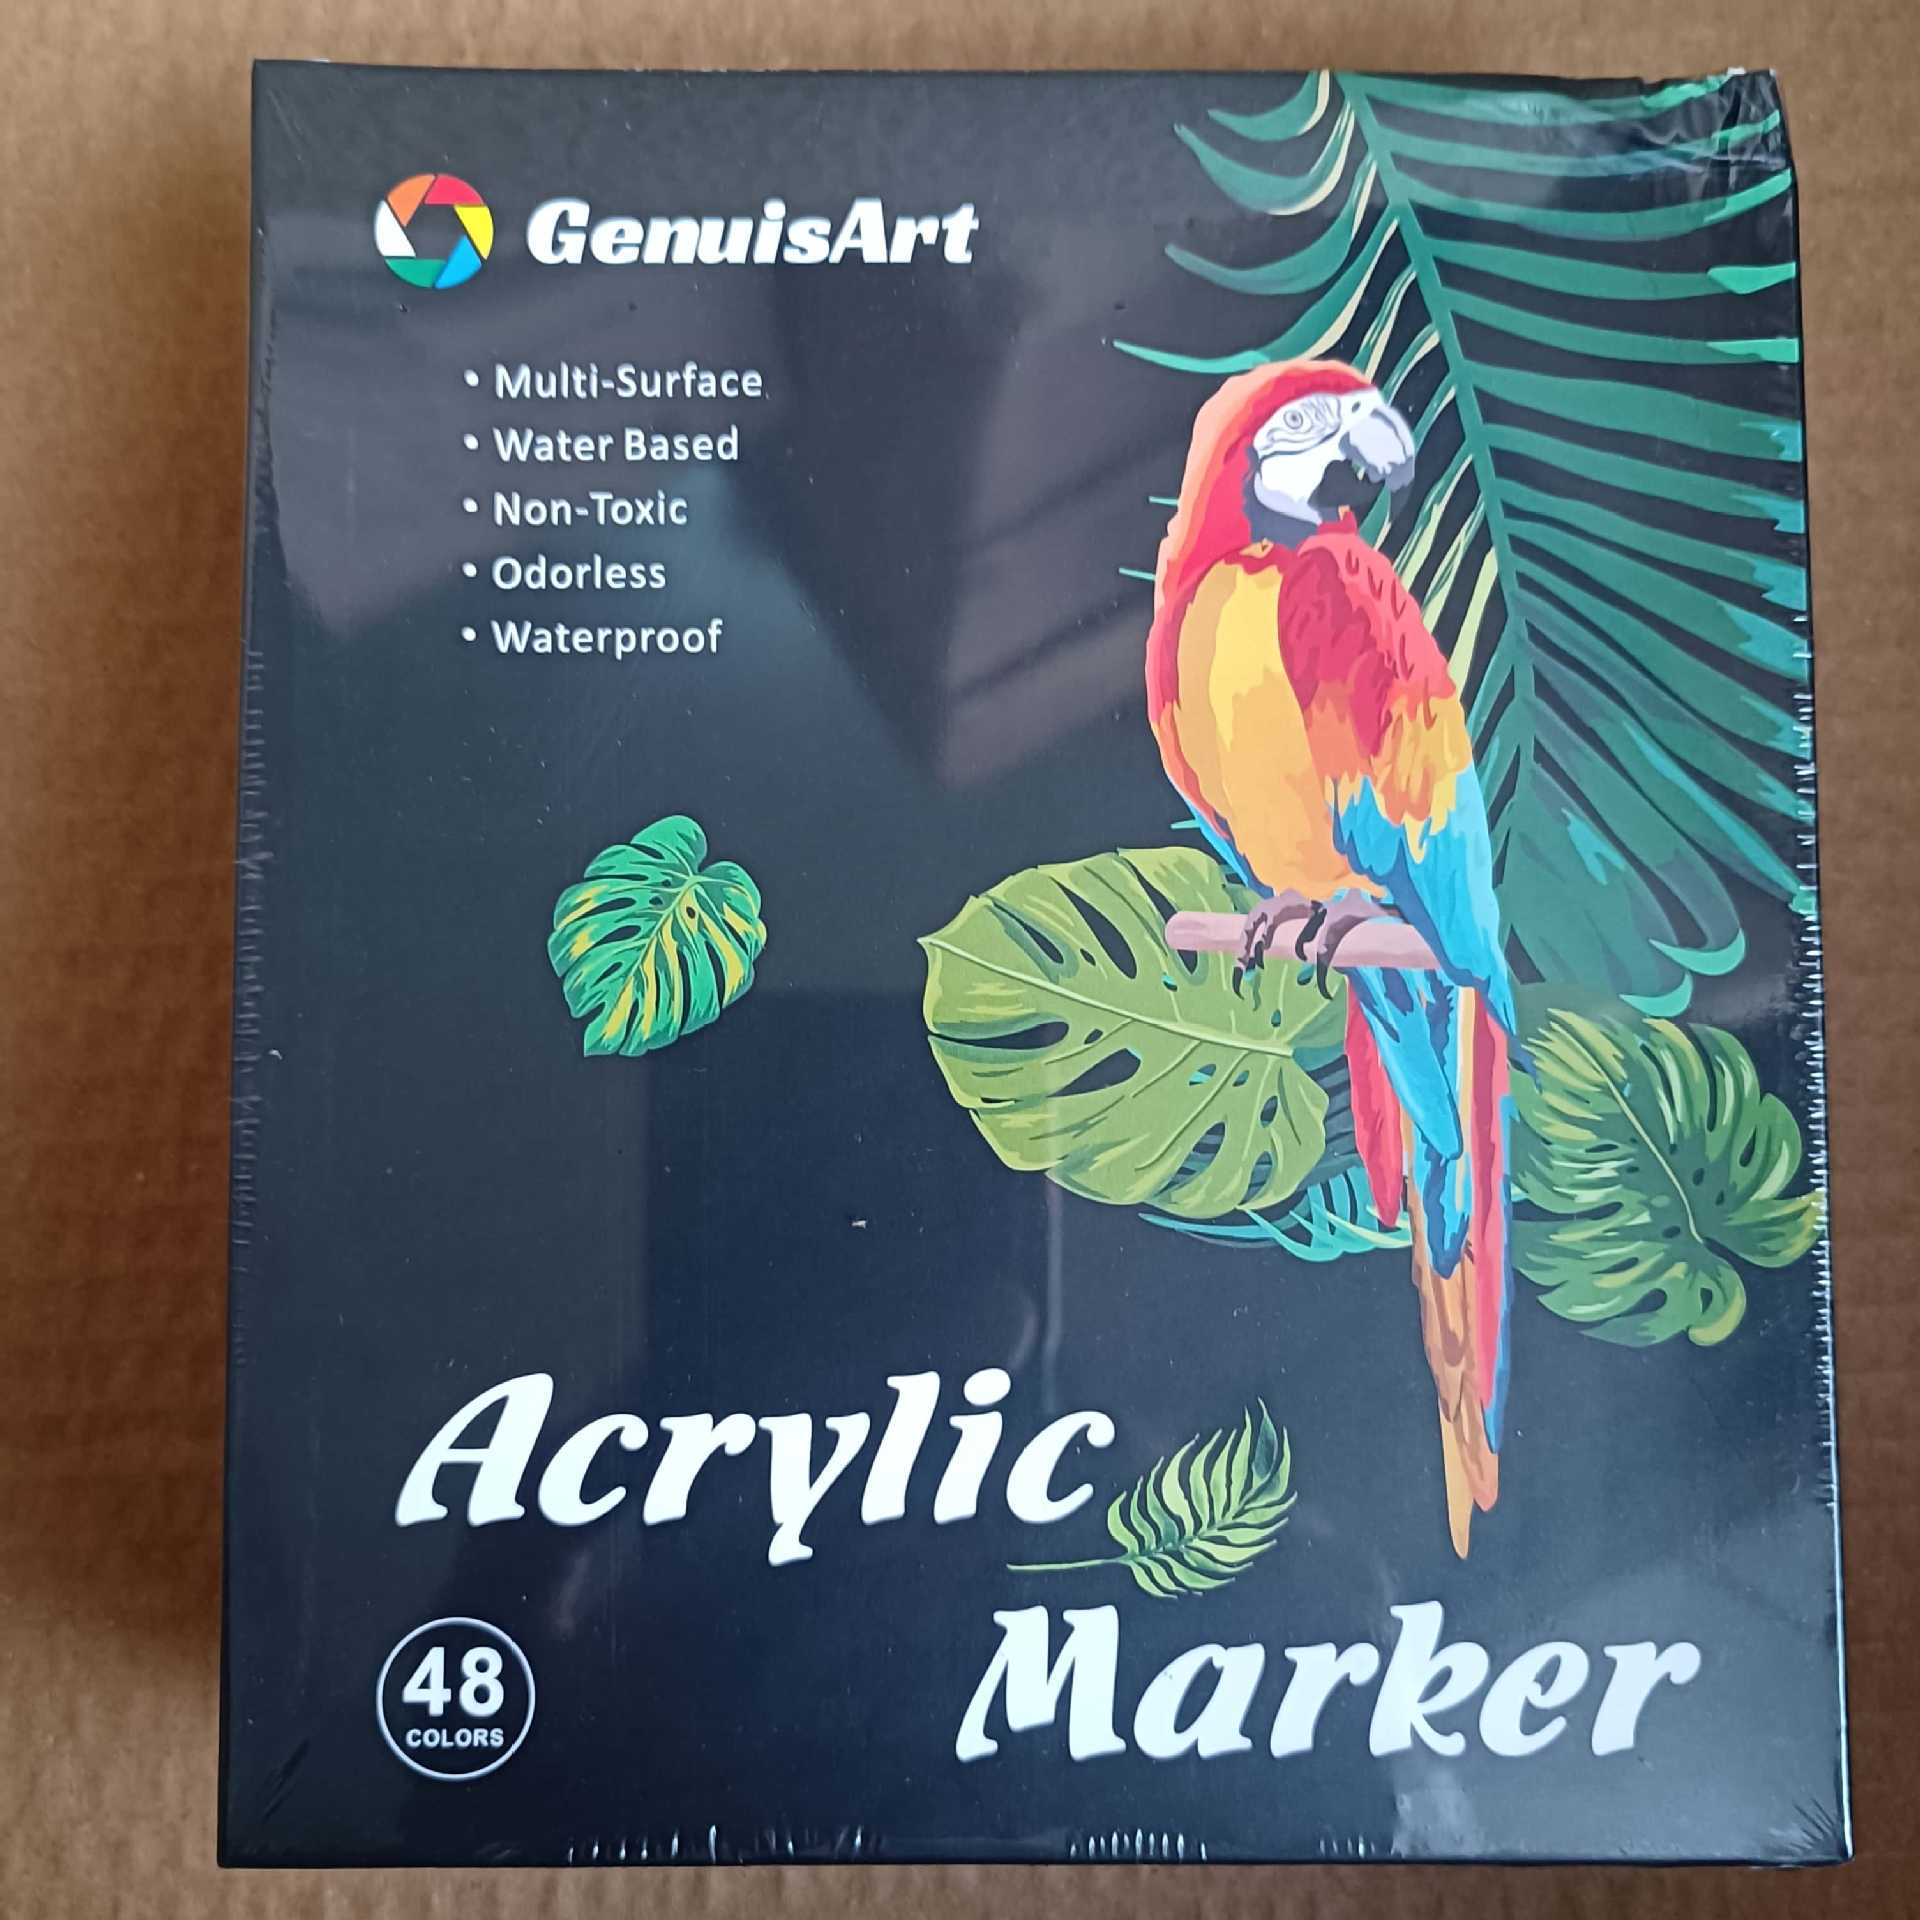 GenuisArt
• Multi-Surface
• Water Based
• Non-Toxic
• Odorless
• Waterproof
Acrylic
Marker
48
COLORS